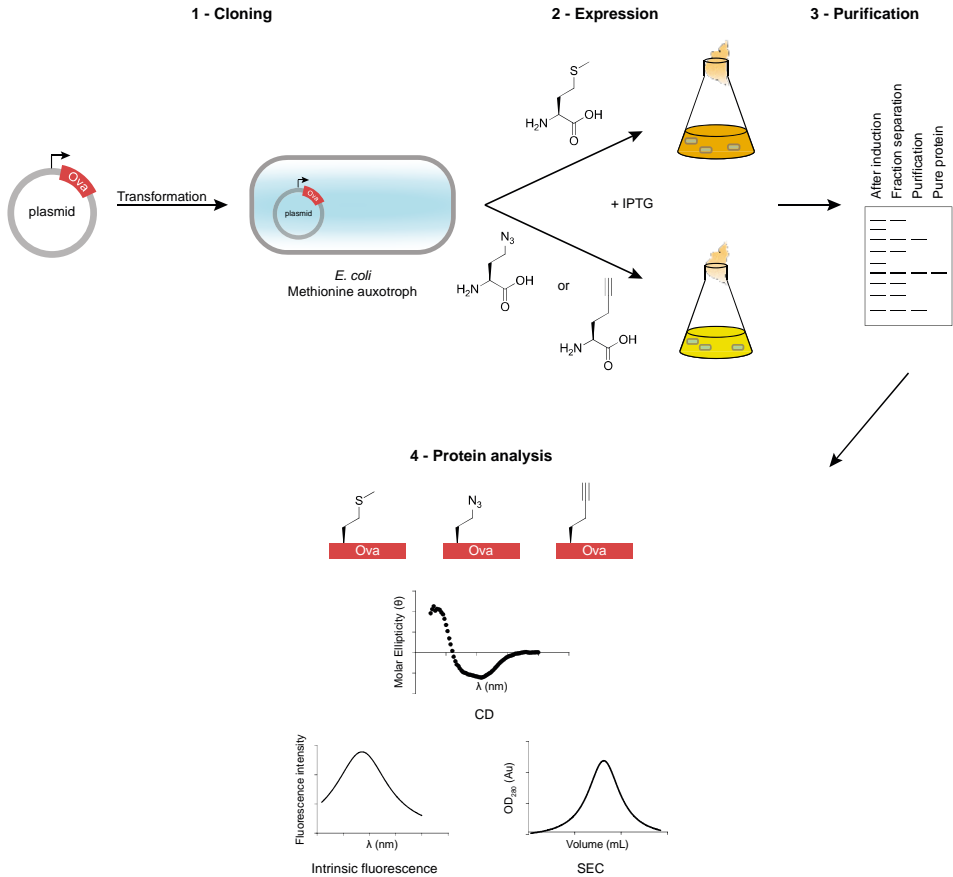 1 - Cloning
2 - Expression
3 - Purification
Ova
plasmid
Transformation
Ova
plasmid
E. coli
Methionine auxotroph
S
H2N
OH
O
+ IPTG
N3
H2N
OH
O
or
H2N
OH
O
After induction
Fraction separation
Purification
Pure protein
4 - Protein analysis
S
N3
Ova
Ova
Ova
Molar Ellipticity (θ)
λ (nm)
CD
Fluorescence intensity
λ (nm)
Intrinsic fluorescence
OD280 (Au)
Volume (mL)
SEC